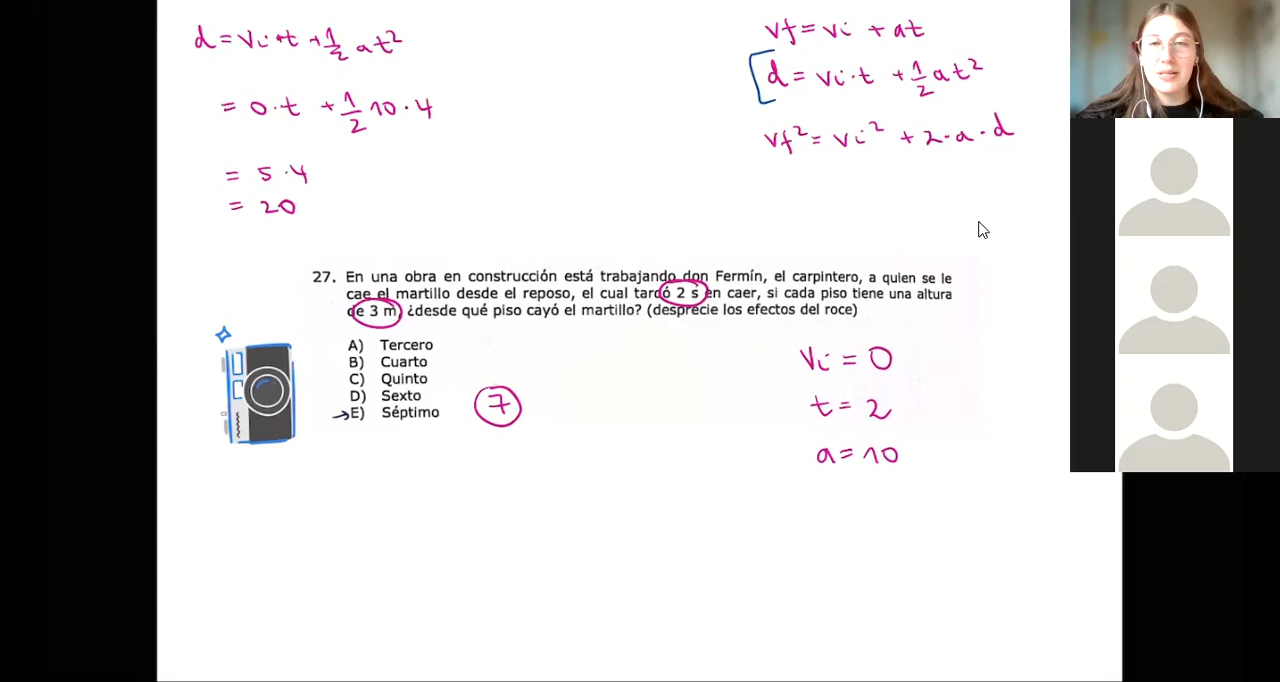 d = vi • t + 1/2 at²
= 0 · t + 1/2 10 · 4
= 5 · 4
= 20
vf = vi + at
d = vi · t + 1/2 at²
vf² = vi² + 2 · a · d
27. En una obra en construcción está trabajando don Fermín, el carpintero, a quien se le
cae el martillo desde el reposo, el cual tardó 2 s en caer, si cada piso tiene una altura
de 3 m, ¿desde qué piso cayó el martillo? (desprecie los efectos del roce)
A) Tercero
B) Cuarto
C) Quinto
D) Sexto
→E) Séptimo
7
vi = 0
t = 2
a = 10